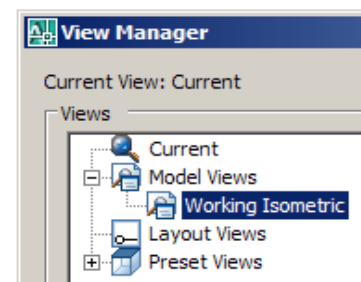 View Manager
Current View: Current
Views
Current
Model Views
Working Isometric
Layout Views
Preset Views